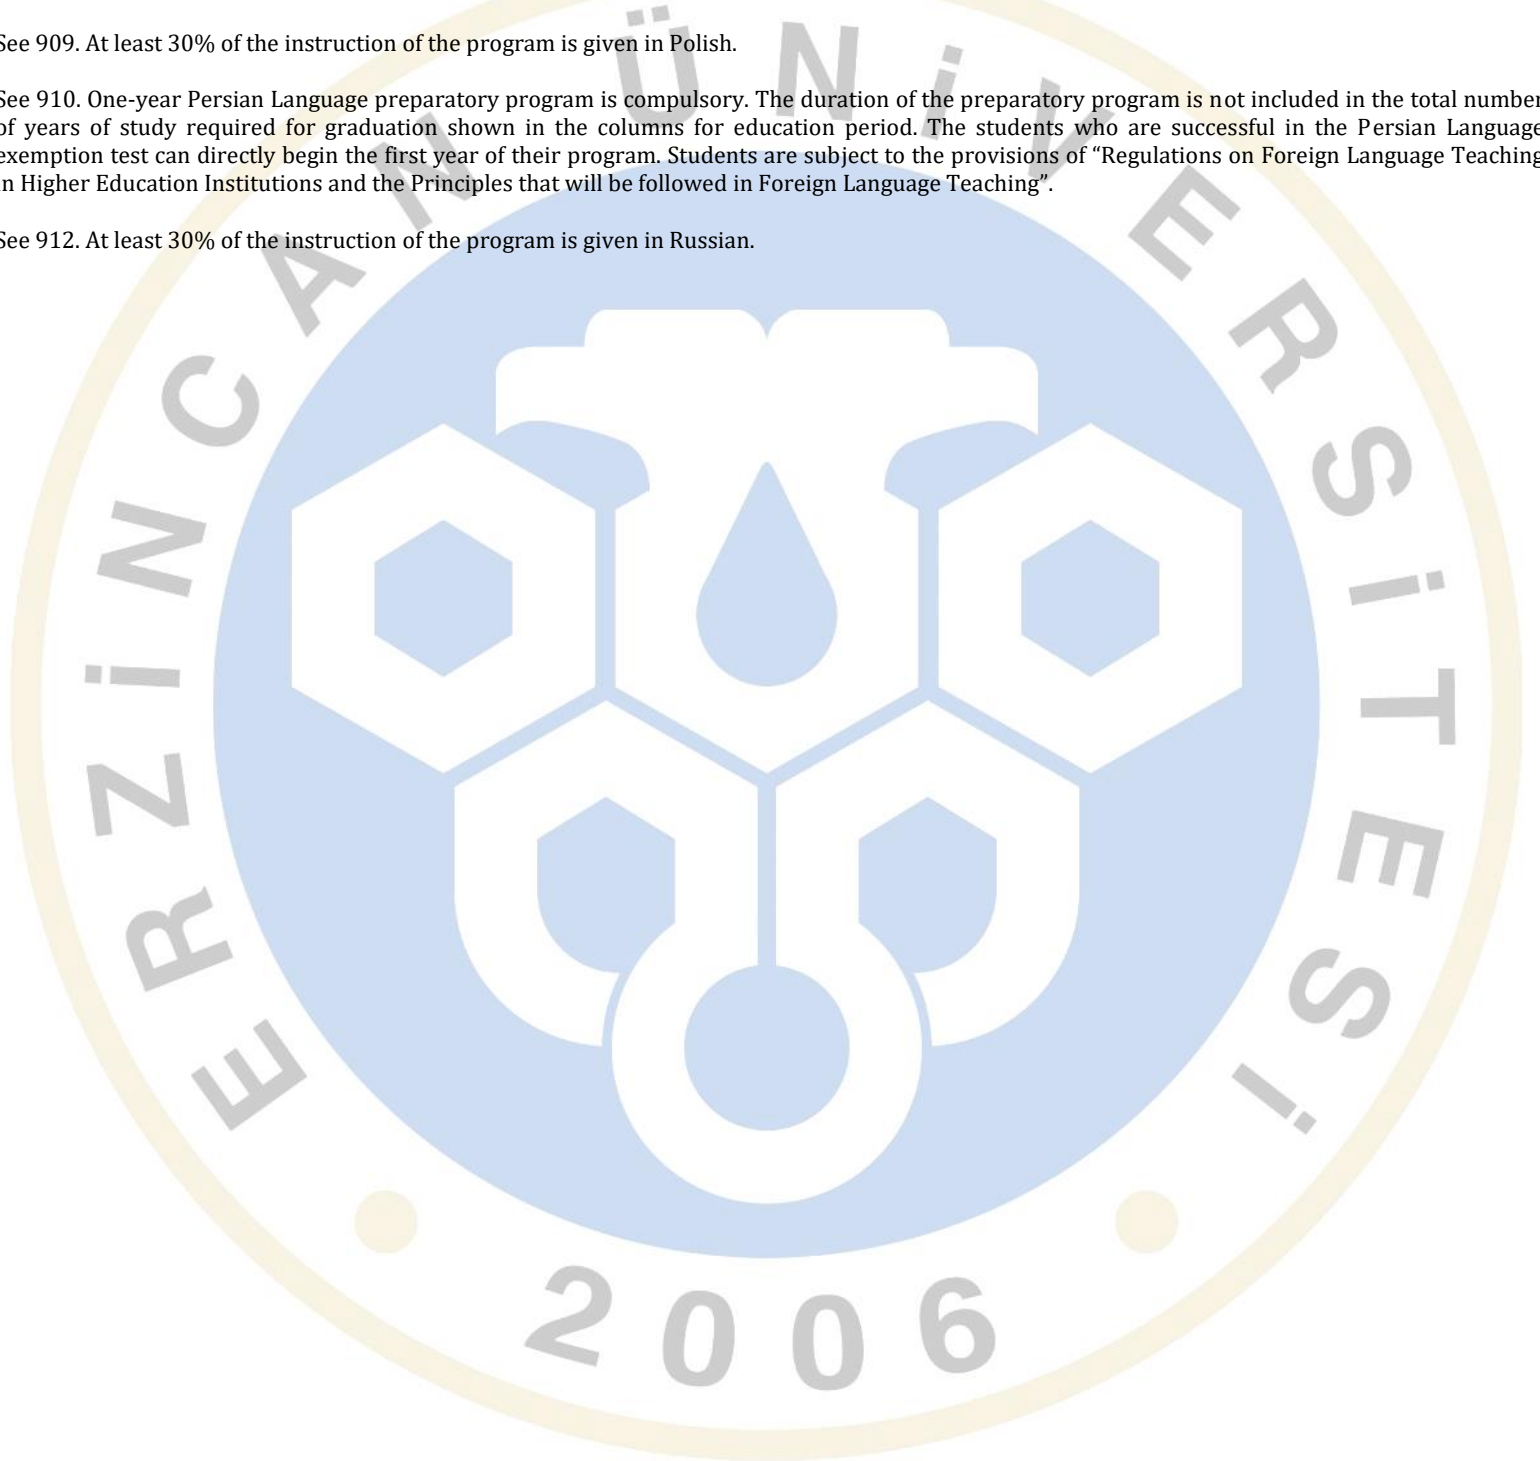 See 909. At least 30% of the instruction of the program is given in Polish.
See 910. One-year Persian Language preparatory program is compulsory. The duration of the preparatory program is not included in the total number
of years of study required for graduation shown in the columns for education period. The students who are successful in the Persian Language
exemption test can directly begin the first year of their program. Students are subject to the provisions of “Regulations on Foreign Language Teaching
in Higher Education Institutions and the Principles that will be followed in Foreign Language Teaching”.
See 912. At least 30% of the instruction of the program is given in Russian.
ERZİNCAN ÜNİVERSİTESİ
2006